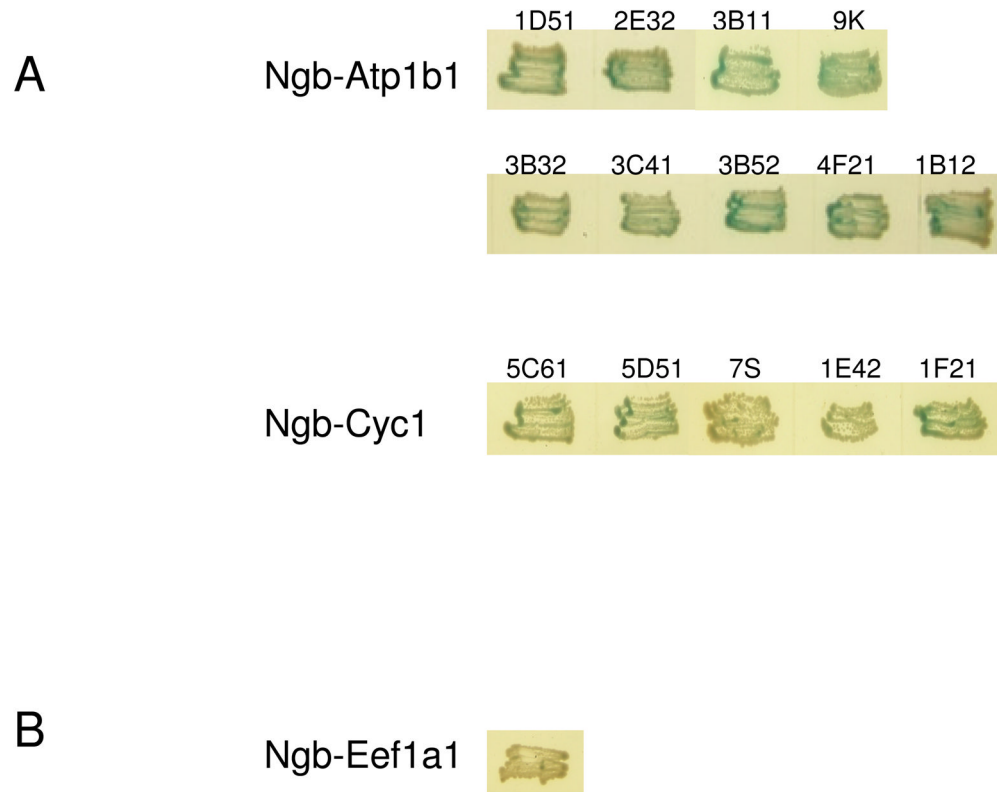 1D51 2E32 3B11 9K
A Ngb-Atp1b1
3B32 3C41 3B52 4F21 1B12
5C61 5D51 7S 1E42 1F21
Ngb-Cyc1
B Ngb-Eef1a1